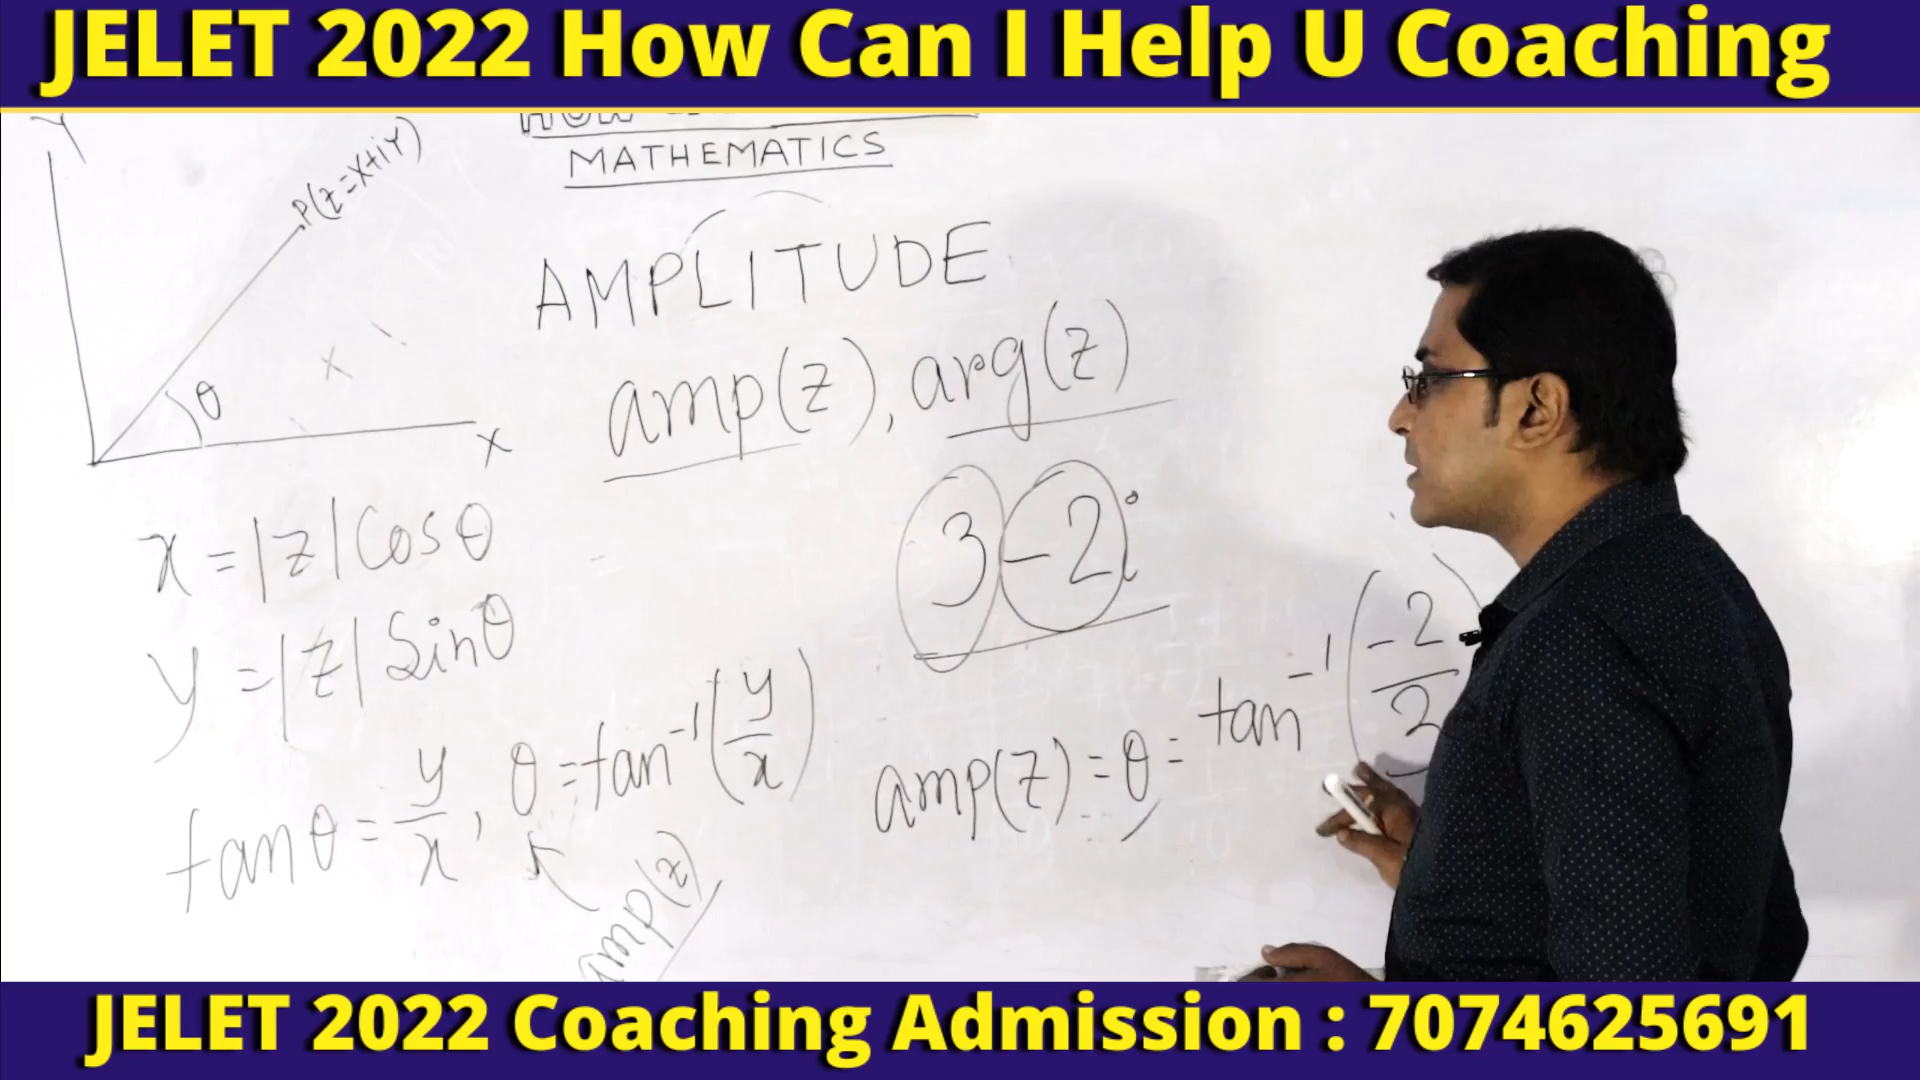 JELET 2022 How Can I Help U Coaching
HOW
MATHEMATICS
Y
P(z=x+iY)
θ
X
x
AMPLITUDE
amp(z), arg(z)
3-2i
x = |z| Cosθ
y = |z| Sinθ
tanθ = y/x, θ = tan⁻¹(y/x)
amp(z)
amp(z) = θ = tan⁻¹(-2/3
JELET 2022 Coaching Admission : 7074625691